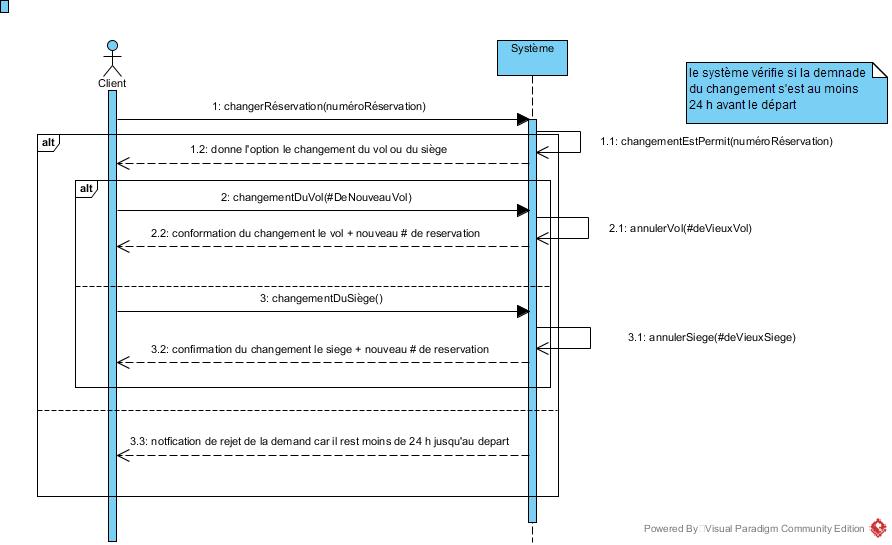 Système
Client
le système vérifie si la demnade
du changement s'est au moins
24 h avant le départ
1: changerRéservation(numéroRéservation)
alt
1.1: changementEstPermit(numéroRéservation)
1.2: donne l'option le changement du vol ou du siège
alt
2: changementDuVol(#DeNouveauVol)
2.1: annulerVol(#deVieuxVol)
2.2: conformation du changement le vol + nouveau # de reservation
3: changementDuSiège()
3.1: annulerSiege(#deVieuxSiege)
3.2: confirmation du changement le siege + nouveau # de reservation
3.3: notfication de rejet de la demand car il rest moins de 24 h jusqu'au depart
Powered By Visual Paradigm Community Edition